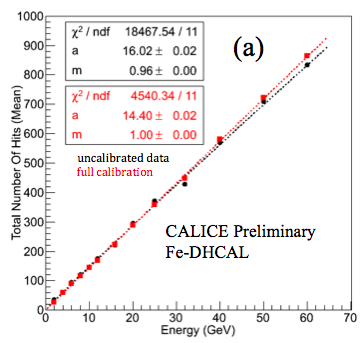 (a)
χ² / ndf 18467.54 / 11
a 16.02 ± 0.02
m 0.96 ± 0.00
χ² / ndf 4540.34 / 11
a 14.40 ± 0.02
m 1.00 ± 0.00
uncalibrated data
full calibration
CALICE Preliminary
Fe-DHCAL
Total Number Of Hits (Mean)
1000
900
800
700
600
500
400
300
200
100
0
0 10 20 30 40 50 60 70
Energy (GeV)